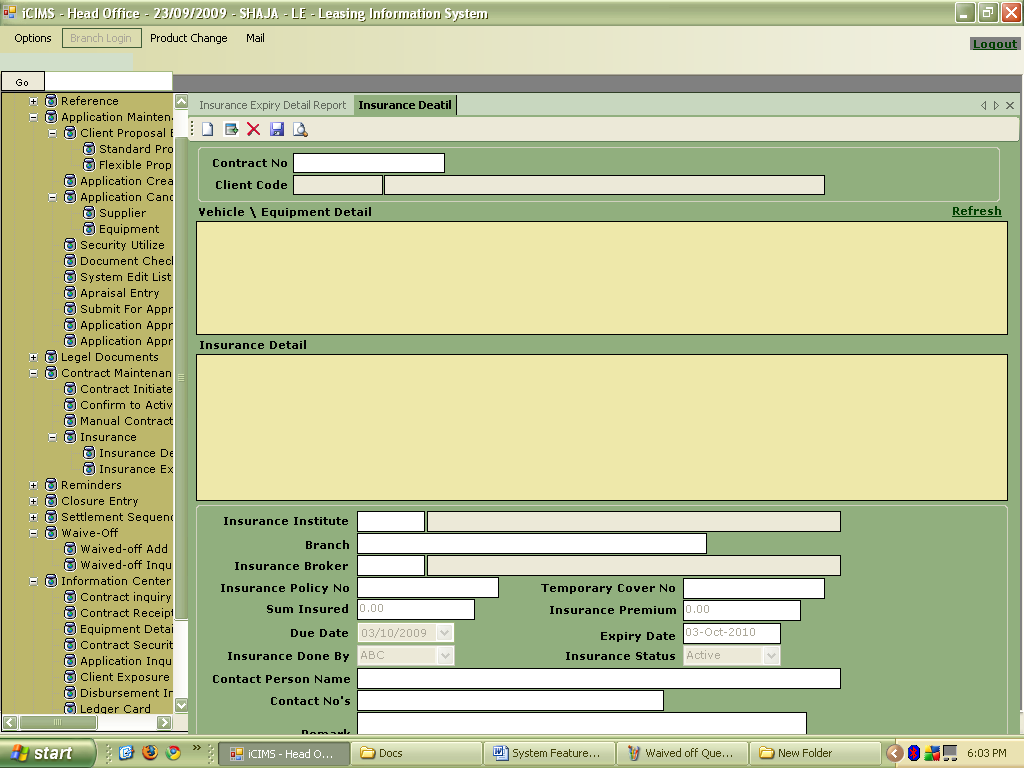 iCIMS - Head Office - 23/09/2009 - SHAJA - LE - Leasing Information System
Options Branch Login Product Change Mail
Logout
Go
Reference
Application Maintenan
Client Proposal E
Standard Pro
Flexible Prop
Application Crea
Application Canc
Supplier
Equipment
Security Utilize
Document Check
System Edit List
Apraisal Entry
Submit For Appr
Application Appr
Application Appr
Legel Documents
Contract Maintenan
Contract Initiate
Confirm to Activ
Manual Contract
Insurance
Insurance De
Insurance Ex
Reminders
Closure Entry
Settlement Sequenc
Waive-Off
Waived-off Add
Waived-off Inqu
Information Center
Contract inquiry
Contract Receipt
Equipment Detai
Contract Securit
Application Inqu
Client Exposure
Disbursement In
Ledger Card
Insurance Expiry Detail Report Insurance Deatil
Contract No
Client Code
Vehicle \ Equipment Detail Refresh
Insurance Detail
Insurance Institute
Branch
Insurance Broker
Insurance Policy No Temporary Cover No
Sum Insured 0.00 Insurance Premium 0.00
Due Date 03/10/2009 Expiry Date 03-Oct-2010
Insurance Done By ABC Insurance Status Active
Contact Person Name
Contact No's
Remark
start iCIMS - Head O... Docs System Feature... Waived off Que... New Folder 6:03 PM